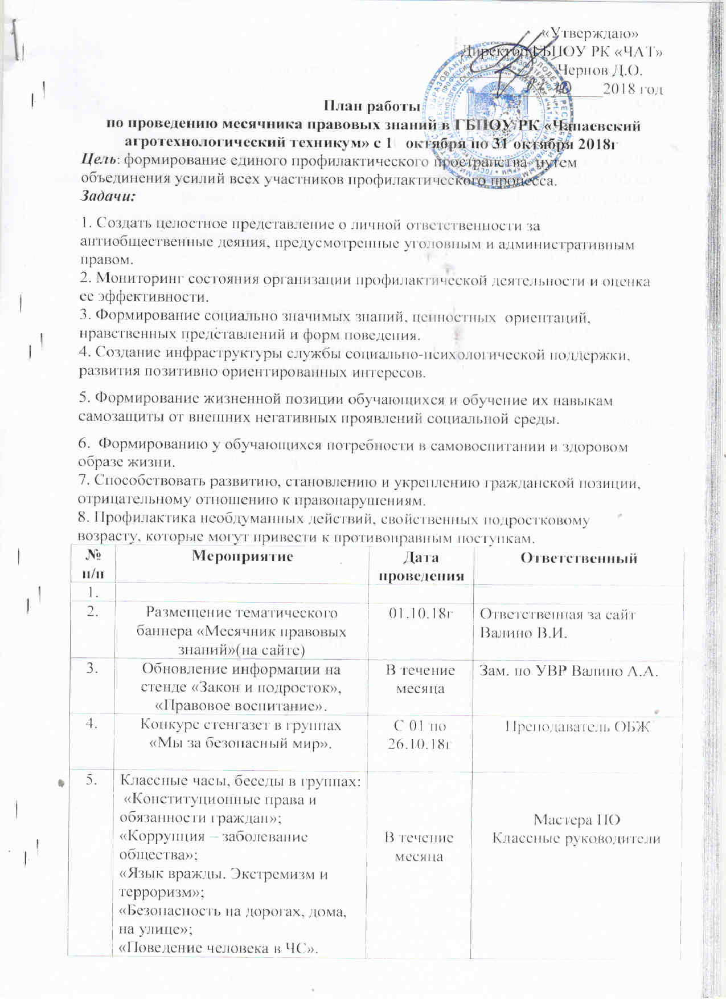 «Утверждаю»
Директор ГБПОУ РК «ЧАТ»
Чернов Д.О.
2018 год
План работы
по проведению месячника правовых знаний в ГБПОУ РК «Чапаевский
агротехнологический техникум» с 1 октября по 31 октября 2018г
Цель: формирование единого профилактического пространства путем
объединения усилий всех участников профилактического процесса.
Задачи:
1. Создать целостное представление о личной ответственности за
антиобщественные деяния, предусмотренные уголовным и административным
правом.
2. Мониторинг состояния организации профилактической деятельности и оценка
ее эффективности.
3. Формирование социально значимых знаний, ценностных ориентаций,
нравственных представлений и форм поведения.
4. Создание инфраструктуры службы социально-психологической поддержки,
развития позитивно ориентированных интересов.
5. Формирование жизненной позиции обучающихся и обучение их навыкам
самозащиты от внешних негативных проявлений социальной среды.
6. Формированию у обучающихся потребности в самовоспитании и здоровом
образе жизни.
7. Способствовать развитию, становлению и укреплению гражданской позиции,
отрицательному отношению к правонарушениям.
8. Профилактика необдуманных действий, свойственных подростковому
возрасту, которые могут привести к противоправным поступкам.
№ Мероприятие Дата Ответственный
п/п проведения
1.
2. Размещение тематического 01.10.18г Ответственная за сайт
баннера «Месячник правовых Валино В.И.
знаний»(на сайте)
3. Обновление информации на В течение Зам. по УВР Валино А.А.
стенде «Закон и подросток», месяца
«Правовое воспитание».
4. Конкурс стенгазет в группах С 01 по Преподаватель ОБЖ
«Мы за безопасный мир». 26.10.18г
5. Классные часы, беседы в группах:
«Конституционные права и
обязанности граждан»; Мастера ПО
«Коррупция – заболевание В течение Классные руководители
общества»; месяца
«Язык вражды. Экстремизм и
терроризм»;
«Безопасность на дорогах, дома,
на улице»;
«Поведение человека в ЧС».